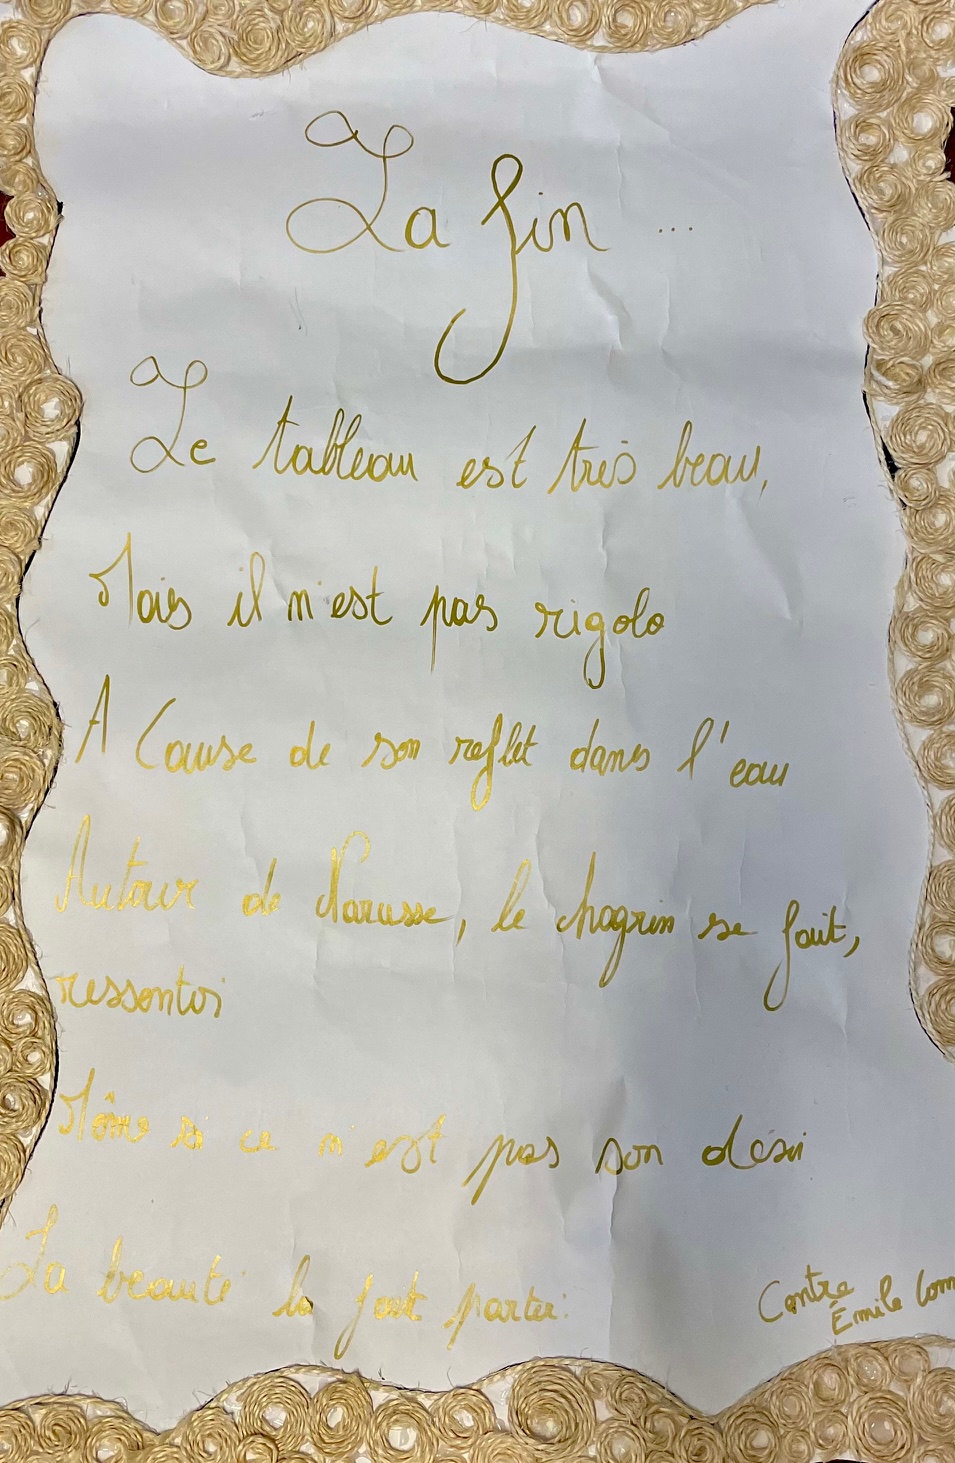 La fin ...
Le tableau est très beau,
Mais il n'est pas rigolo
A Cause de son reflet dans l'eau
Autour de Narcisse, le chagrin se fait,
ressentir
Même si ce n'est pas son désir
La beauté la fait partir.
Contre
Émile